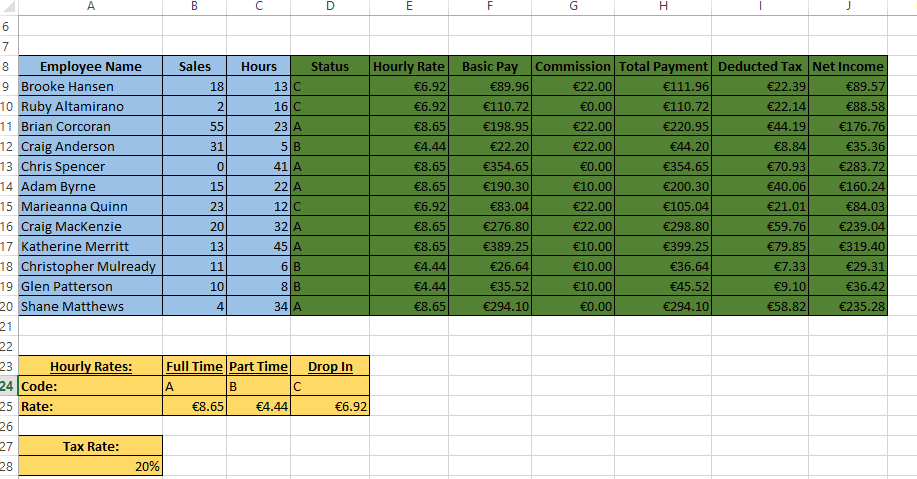 A B C D E F G H I J
6
7
8 Employee Name Sales Hours Status Hourly Rate Basic Pay Commission Total Payment Deducted Tax Net Income
9 Brooke Hansen 18 13 C €6.92 €89.96 €22.00 €111.96 €22.39 €89.57
10 Ruby Altamirano 2 16 C €6.92 €110.72 €0.00 €110.72 €22.14 €88.58
11 Brian Corcoran 55 23 A €8.65 €198.95 €22.00 €220.95 €44.19 €176.76
12 Craig Anderson 31 5 B €4.44 €22.20 €22.00 €44.20 €8.84 €35.36
13 Chris Spencer 0 41 A €8.65 €354.65 €0.00 €354.65 €70.93 €283.72
14 Adam Byrne 15 22 A €8.65 €190.30 €10.00 €200.30 €40.06 €160.24
15 Marieanna Quinn 23 12 C €6.92 €83.04 €22.00 €105.04 €21.01 €84.03
16 Craig MacKenzie 20 32 A €8.65 €276.80 €22.00 €298.80 €59.76 €239.04
17 Katherine Merritt 13 45 A €8.65 €389.25 €10.00 €399.25 €79.85 €319.40
18 Christopher Mulready 11 6 B €4.44 €26.64 €10.00 €36.64 €7.33 €29.31
19 Glen Patterson 10 8 B €4.44 €35.52 €10.00 €45.52 €9.10 €36.42
20 Shane Matthews 4 34 A €8.65 €294.10 €0.00 €294.10 €58.82 €235.28
21
22
23 Hourly Rates: Full Time Part Time Drop In
24 Code: A B C
25 Rate: €8.65 €4.44 €6.92
26
27 Tax Rate:
28 20%